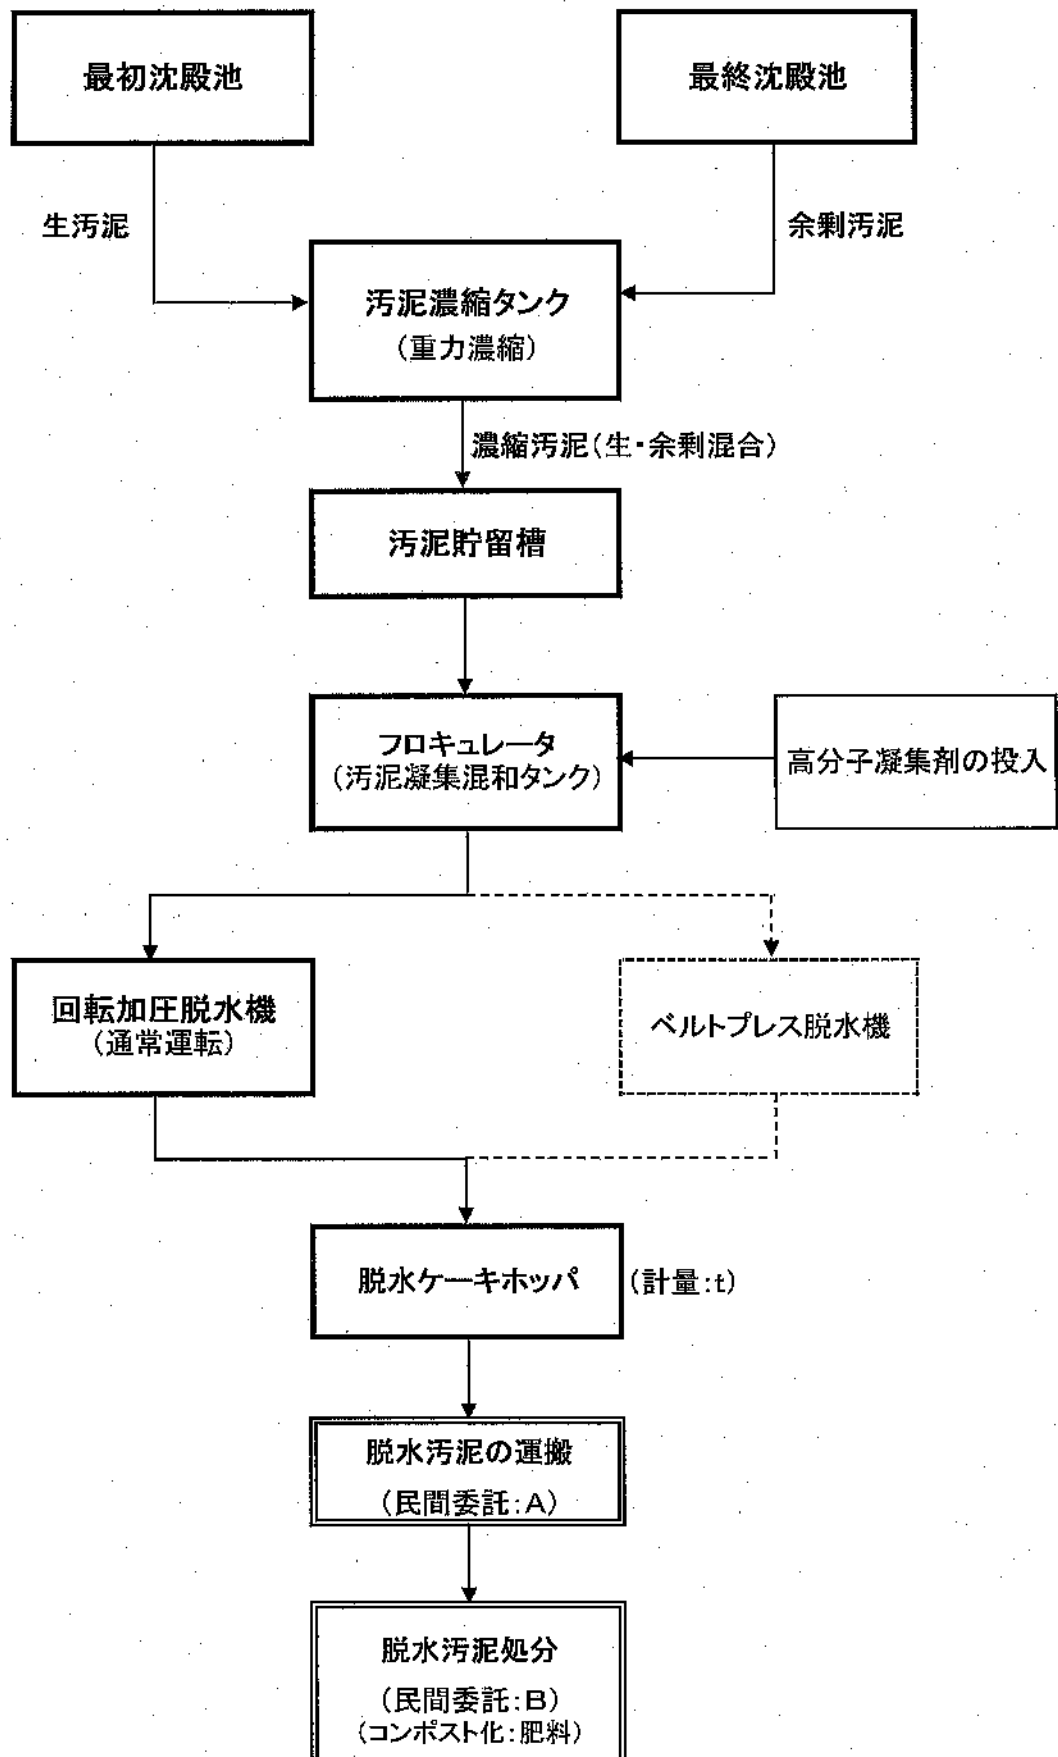 最初沈殿池
最終沈殿池
生汚泥
余剰汚泥
汚泥濃縮タンク
(重力濃縮)
濃縮汚泥(生・余剰混合)
汚泥貯留槽
フロキュレータ
(汚泥凝集混和タンク)
高分子凝集剤の投入
回転加圧脱水機
(通常運転)
ベルトプレス脱水機
脱水ケーキホッパ
(計量:t)
脱水汚泥の運搬
(民間委託:A)
脱水汚泥処分
(民間委託:B)
(コンポスト化:肥料)